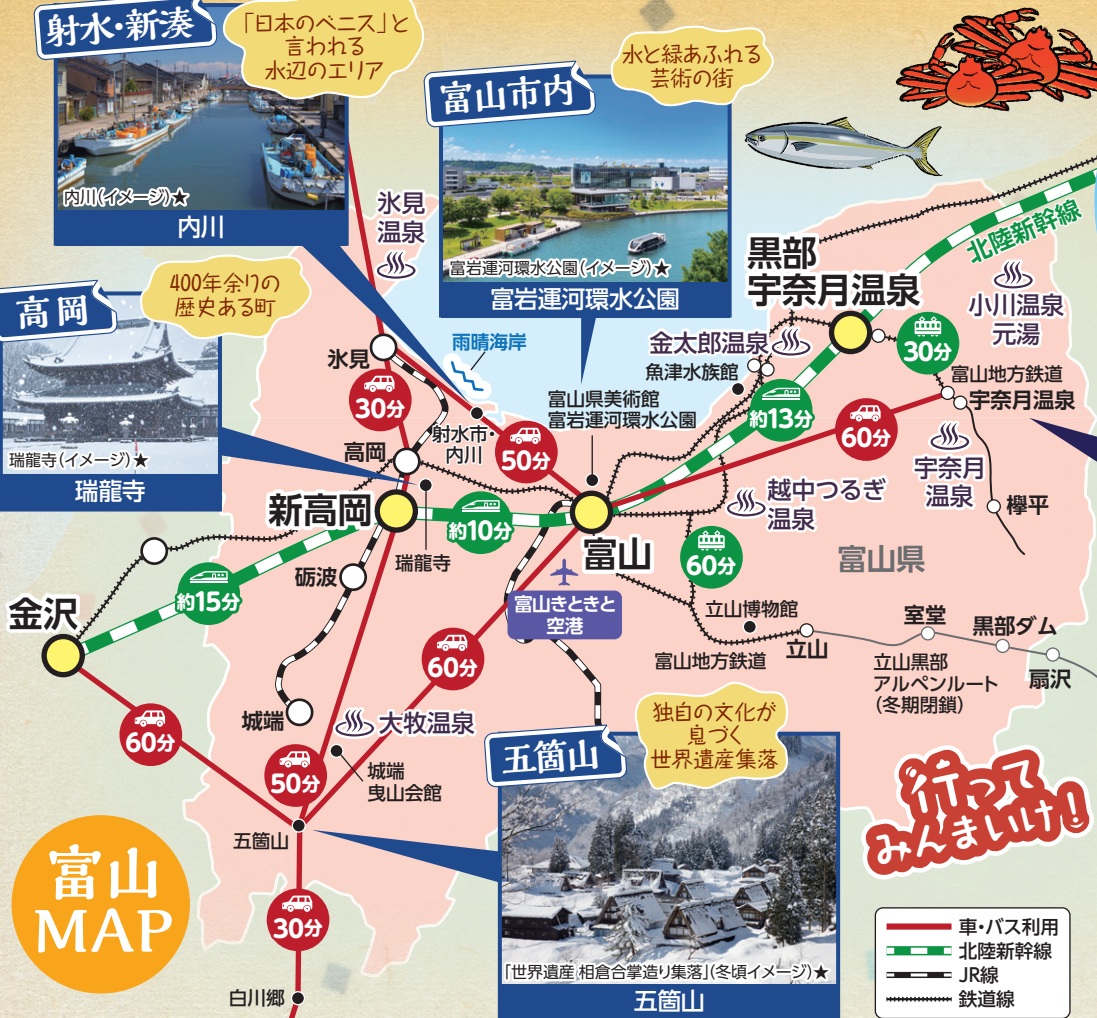 射水・新湊
「日本のベニス」と
言われる
水辺のエリア
内川(イメージ)★
内川
富山市内
水と緑あふれる
芸術の街
富岩運河環水公園(イメージ)★
富岩運河環水公園
高岡
400年余りの
歴史ある町
瑞龍寺(イメージ)★
瑞龍寺
氷見
温泉
氷見
雨晴海岸
30分
射水市・
内川
50分
高岡
新高岡
瑞龍寺
約10分
砺波
約15分
金沢
富山県美術館
富岩運河環水公園
富山
富山きときと
空港
黒部
宇奈月温泉
北陸新幹線
小川温泉
元湯
金太郎温泉
魚津水族館
約13分
30分
富山地方鉄道
宇奈月温泉
60分
宇奈月
温泉
越中つるぎ
温泉
欅平
富山県
60分
立山博物館
富山地方鉄道
立山
室堂
黒部ダム
扇沢
立山黒部
アルペンルート
(冬期閉鎖)
60分
60分
城端
大牧温泉
50分
城端
曳山会館
五箇山
30分
白川郷
五箇山
独自の文化が
息づく
世界遺産集落
「世界遺産 相倉合掌造り集落」(冬頃イメージ)★
五箇山
富山
MAP
行って
みんまいけ!
車・バス利用
北陸新幹線
JR線
鉄道線